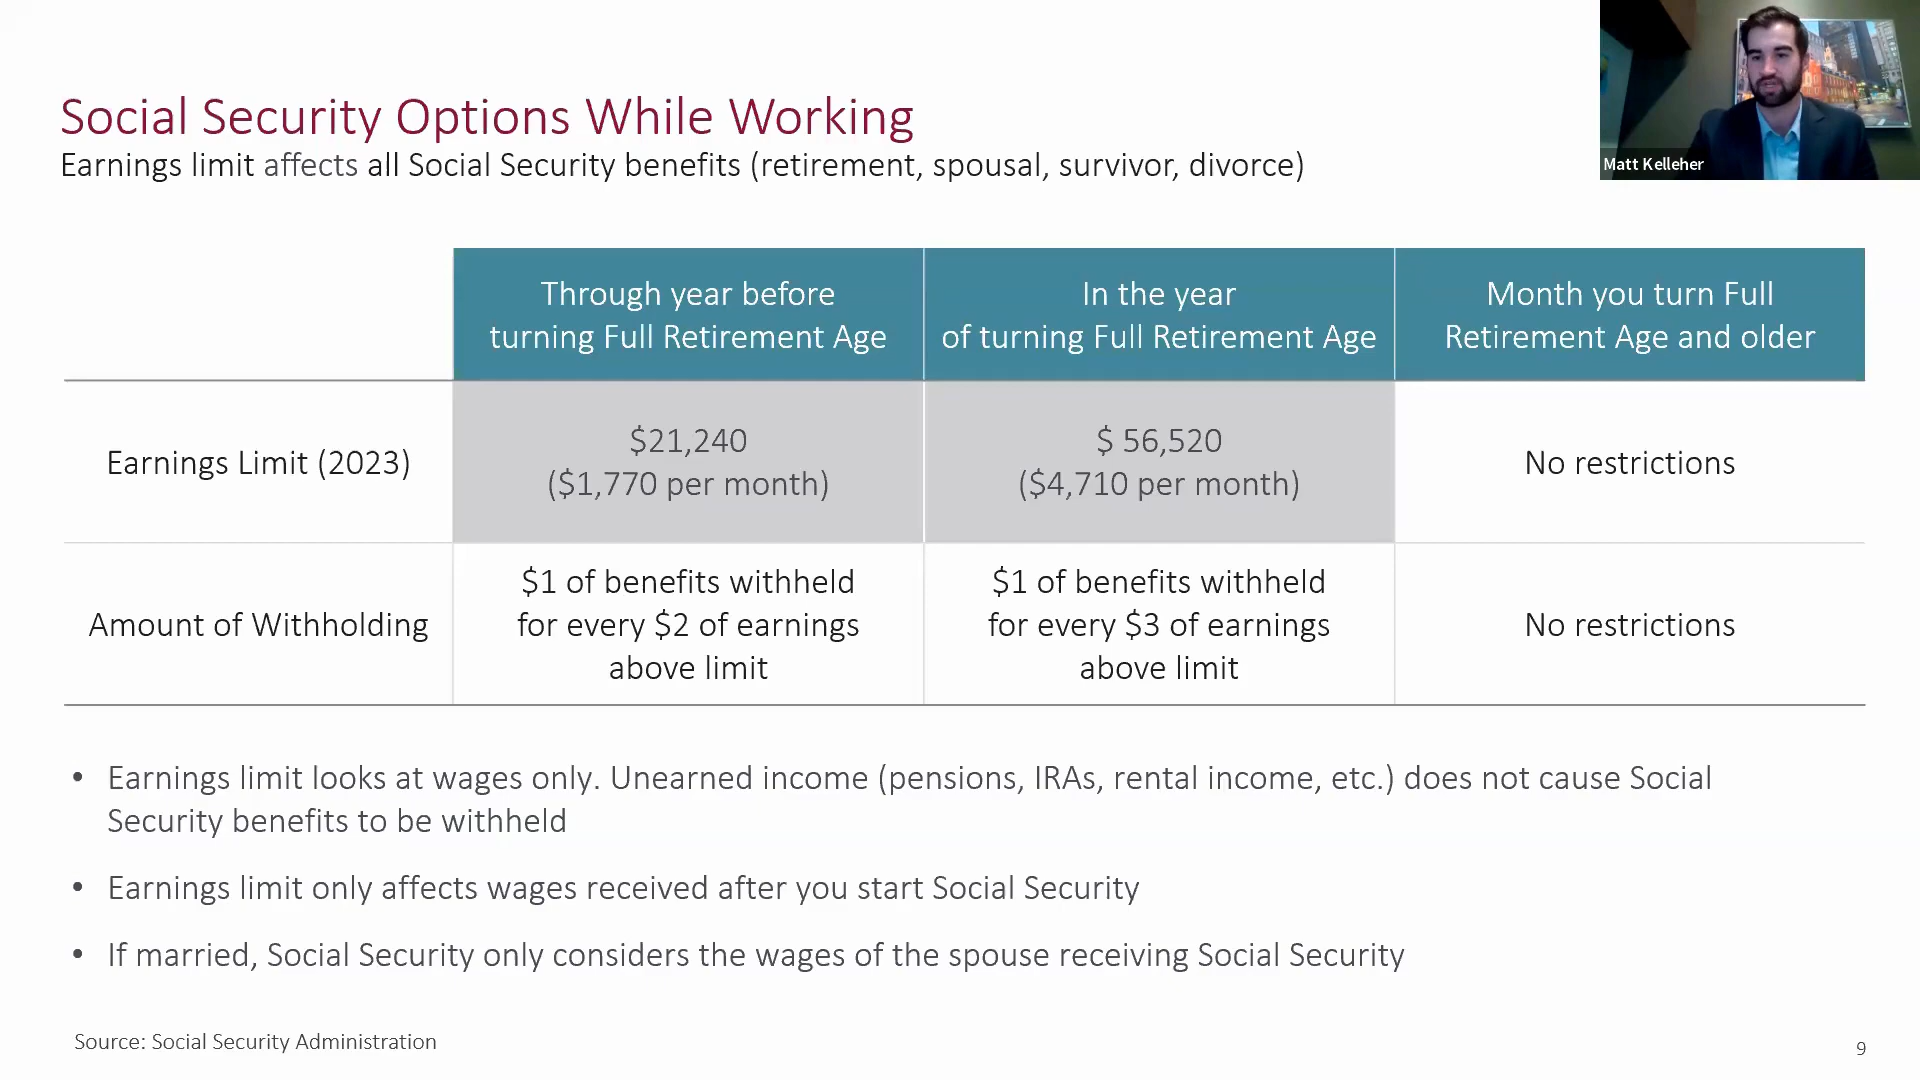 Social Security Options While Working
Earnings limit affects all Social Security benefits (retirement, spousal, survivor, divorce)
Matt Kelleher
Through year before
turning Full Retirement Age
In the year
of turning Full Retirement Age
Month you turn Full
Retirement Age and older
Earnings Limit (2023)
$21,240
($1,770 per month)
$ 56,520
($4,710 per month)
No restrictions
Amount of Withholding
$1 of benefits withheld
for every $2 of earnings
above limit
$1 of benefits withheld
for every $3 of earnings
above limit
No restrictions
• Earnings limit looks at wages only. Unearned income (pensions, IRAs, rental income, etc.) does not cause Social
Security benefits to be withheld
• Earnings limit only affects wages received after you start Social Security
• If married, Social Security only considers the wages of the spouse receiving Social Security
Source: Social Security Administration
9